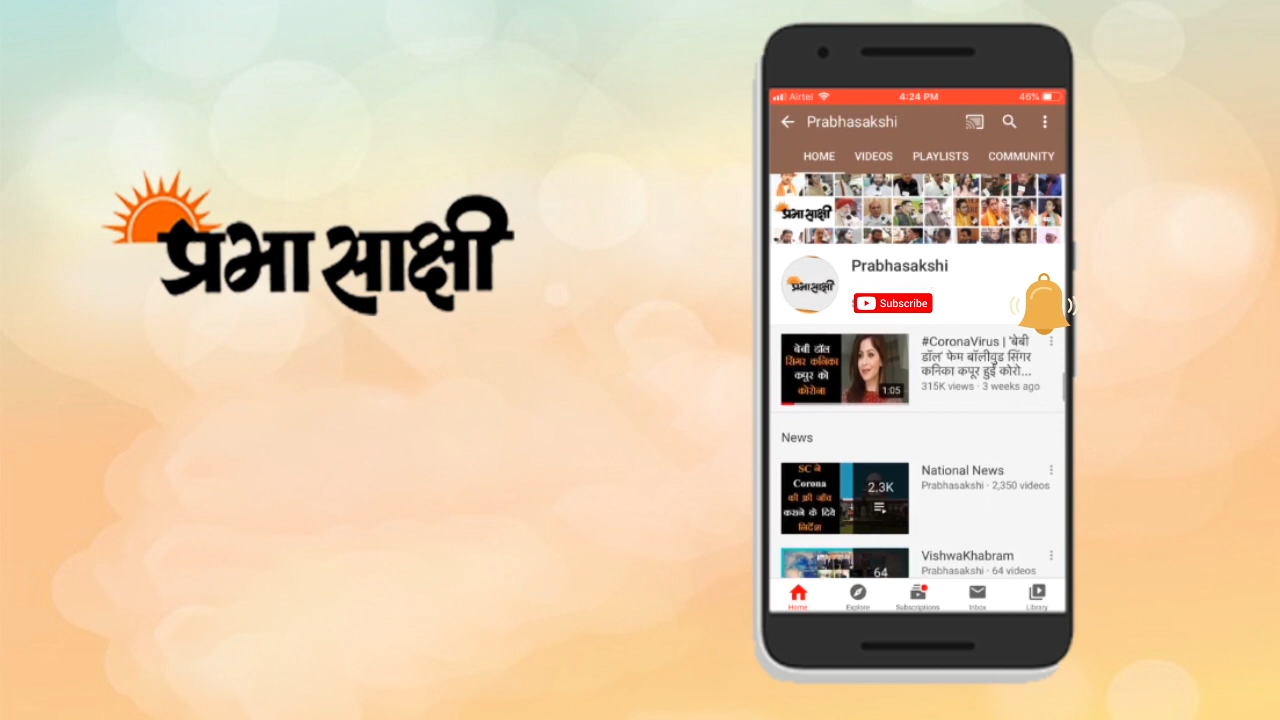 प्रभासाक्षी
Airtel
4:24 PM
46%
Prabhasakshi
HOME
VIDEOS
PLAYLISTS
COMMUNITY
प्रभासाक्षी
प्रभासाक्षी
Prabhasakshi
Subscribe
बेबी डॉल
सिंगर कनिका
कपूर को
कोरोना
1:05
#CoronaVirus | 'बेबी
डॉल' फेम बॉलीवुड सिंगर
कनिका कपूर हुईं कोरो...
315K views · 3 weeks ago
News
SC ने
Corona
की फ्री जाँच
कराने के दिये
निर्देश
2.3K
National News
Prabhasakshi · 2,350 videos
64
VishwaKhabram
Prabhasakshi · 64 videos
Home
Explore
Subscriptions
Inbox
Library